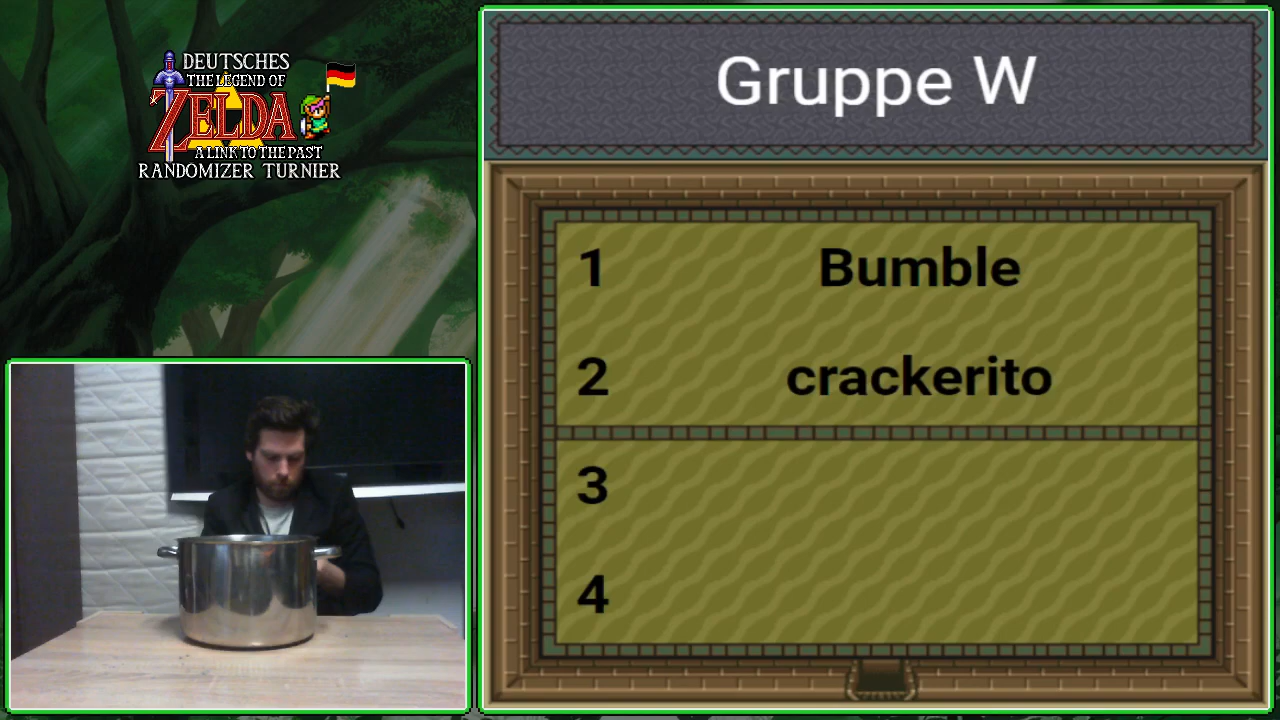 DEUTSCHES
THE LEGEND OF
ZELDA
A LINK TO THE PAST
RANDOMIZER TURNIER
Gruppe W
1 Bumble
2 crackerito
3
4